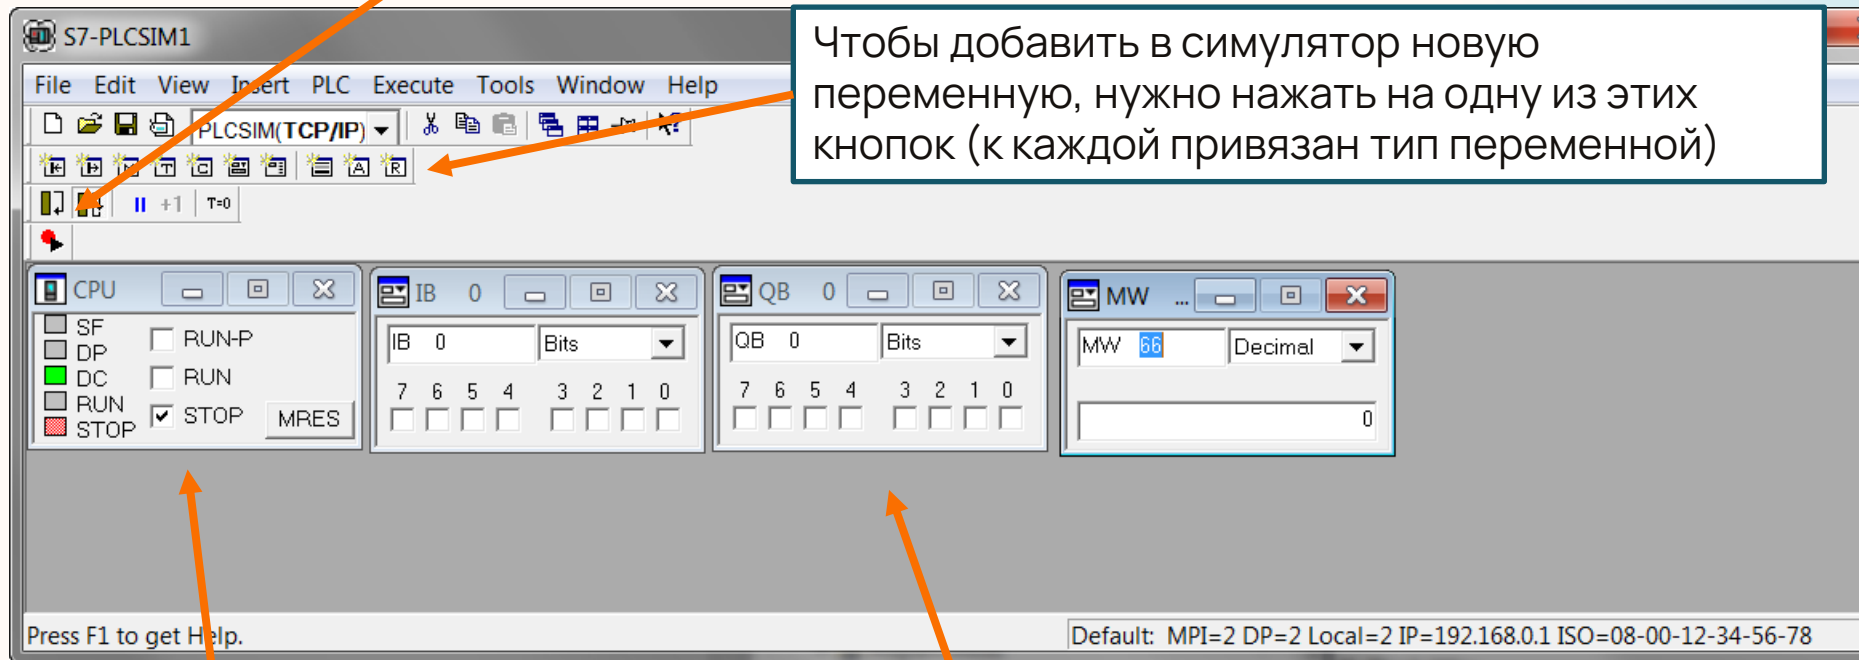 S7-PLCSIM1
Чтобы добавить в симулятор новую
переменную, нужно нажать на одну из этих
кнопок (к каждой привязан тип переменной)
File Edit View Insert PLC Execute Tools Window Help
PLCSIM(TCP/IP)
M T C A R
+1 T=0
CPU
SF
DP
DC
RUN
STOP
RUN-P
RUN
STOP
MRES
IB 0
IB 0 Bits
7 6 5 4 3 2 1 0
QB 0
QB 0 Bits
7 6 5 4 3 2 1 0
MW ...
MW 66 Decimal
0
Press F1 to get Help.
Default: MPI=2 DP=2 Local=2 IP=192.168.0.1 ISO=08-00-12-34-56-78